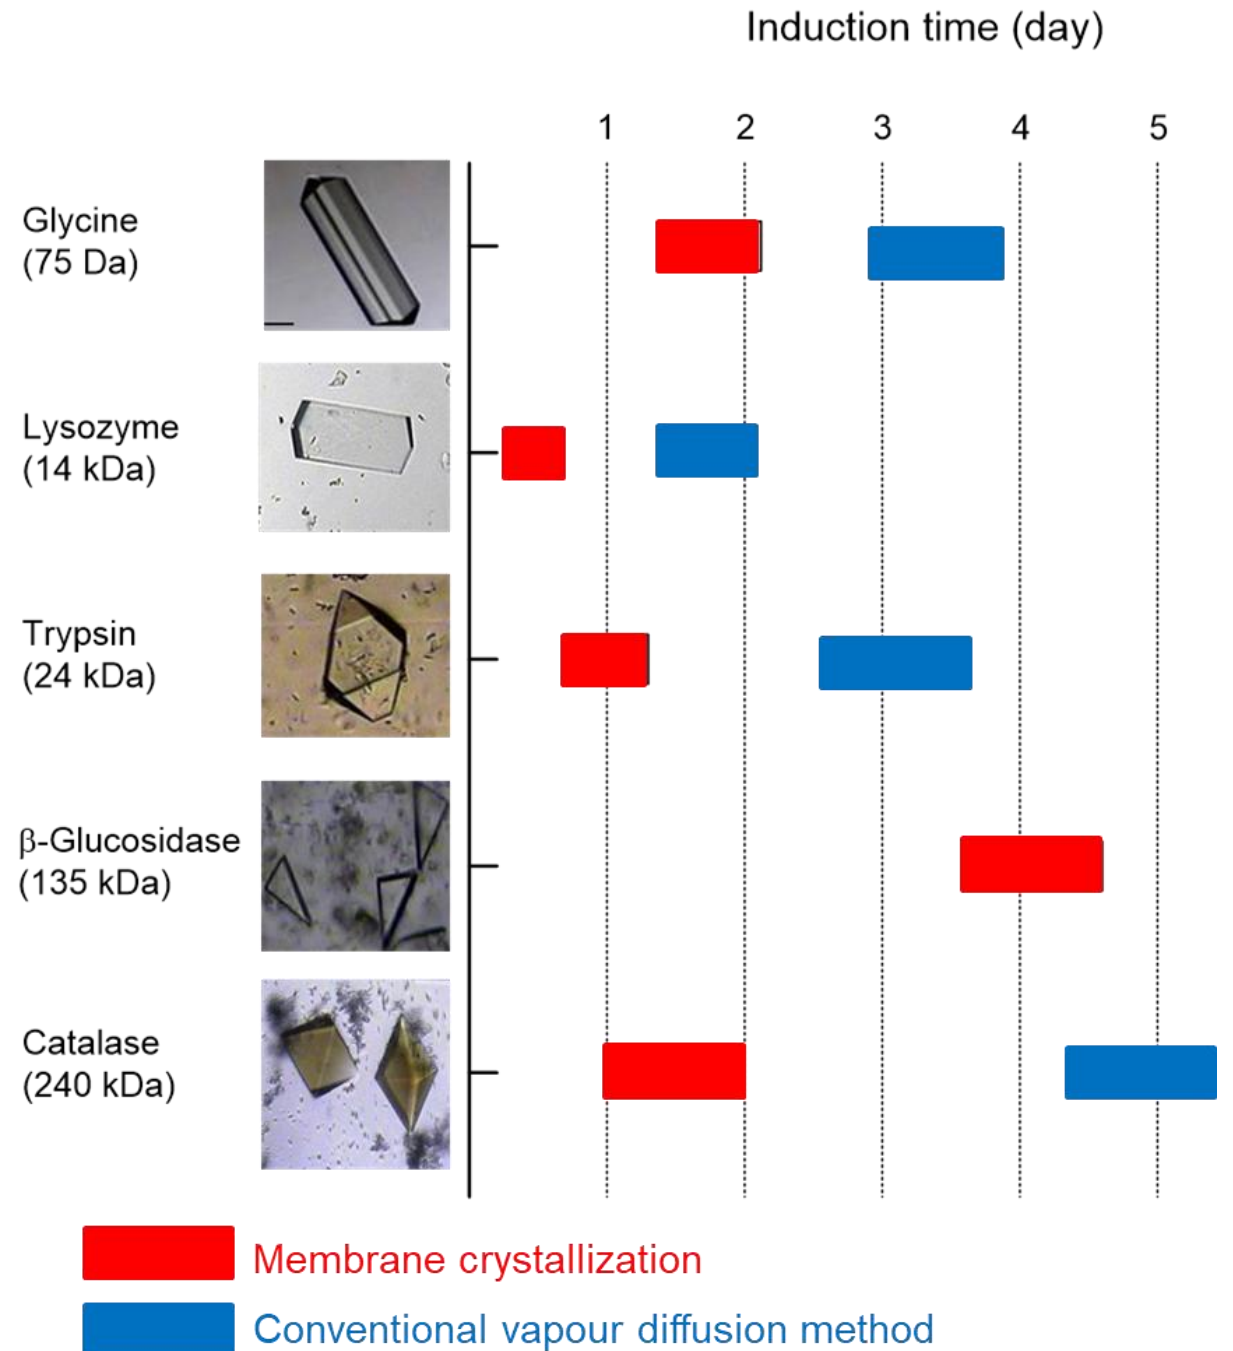 Induction time (day)
1 2 3 4 5
Glycine
(75 Da)
Lysozyme
(14 kDa)
Trypsin
(24 kDa)
β-Glucosidase
(135 kDa)
Catalase
(240 kDa)
Membrane crystallization
Conventional vapour diffusion method